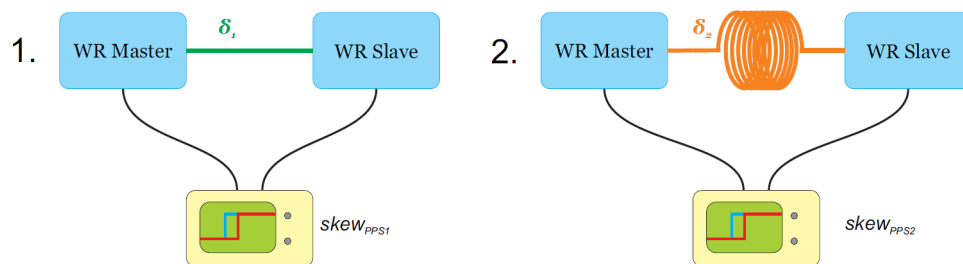 1.
WR Master
δ₁
WR Slave
skewPPS1
2.
WR Master
δ₂
WR Slave
skewPPS2